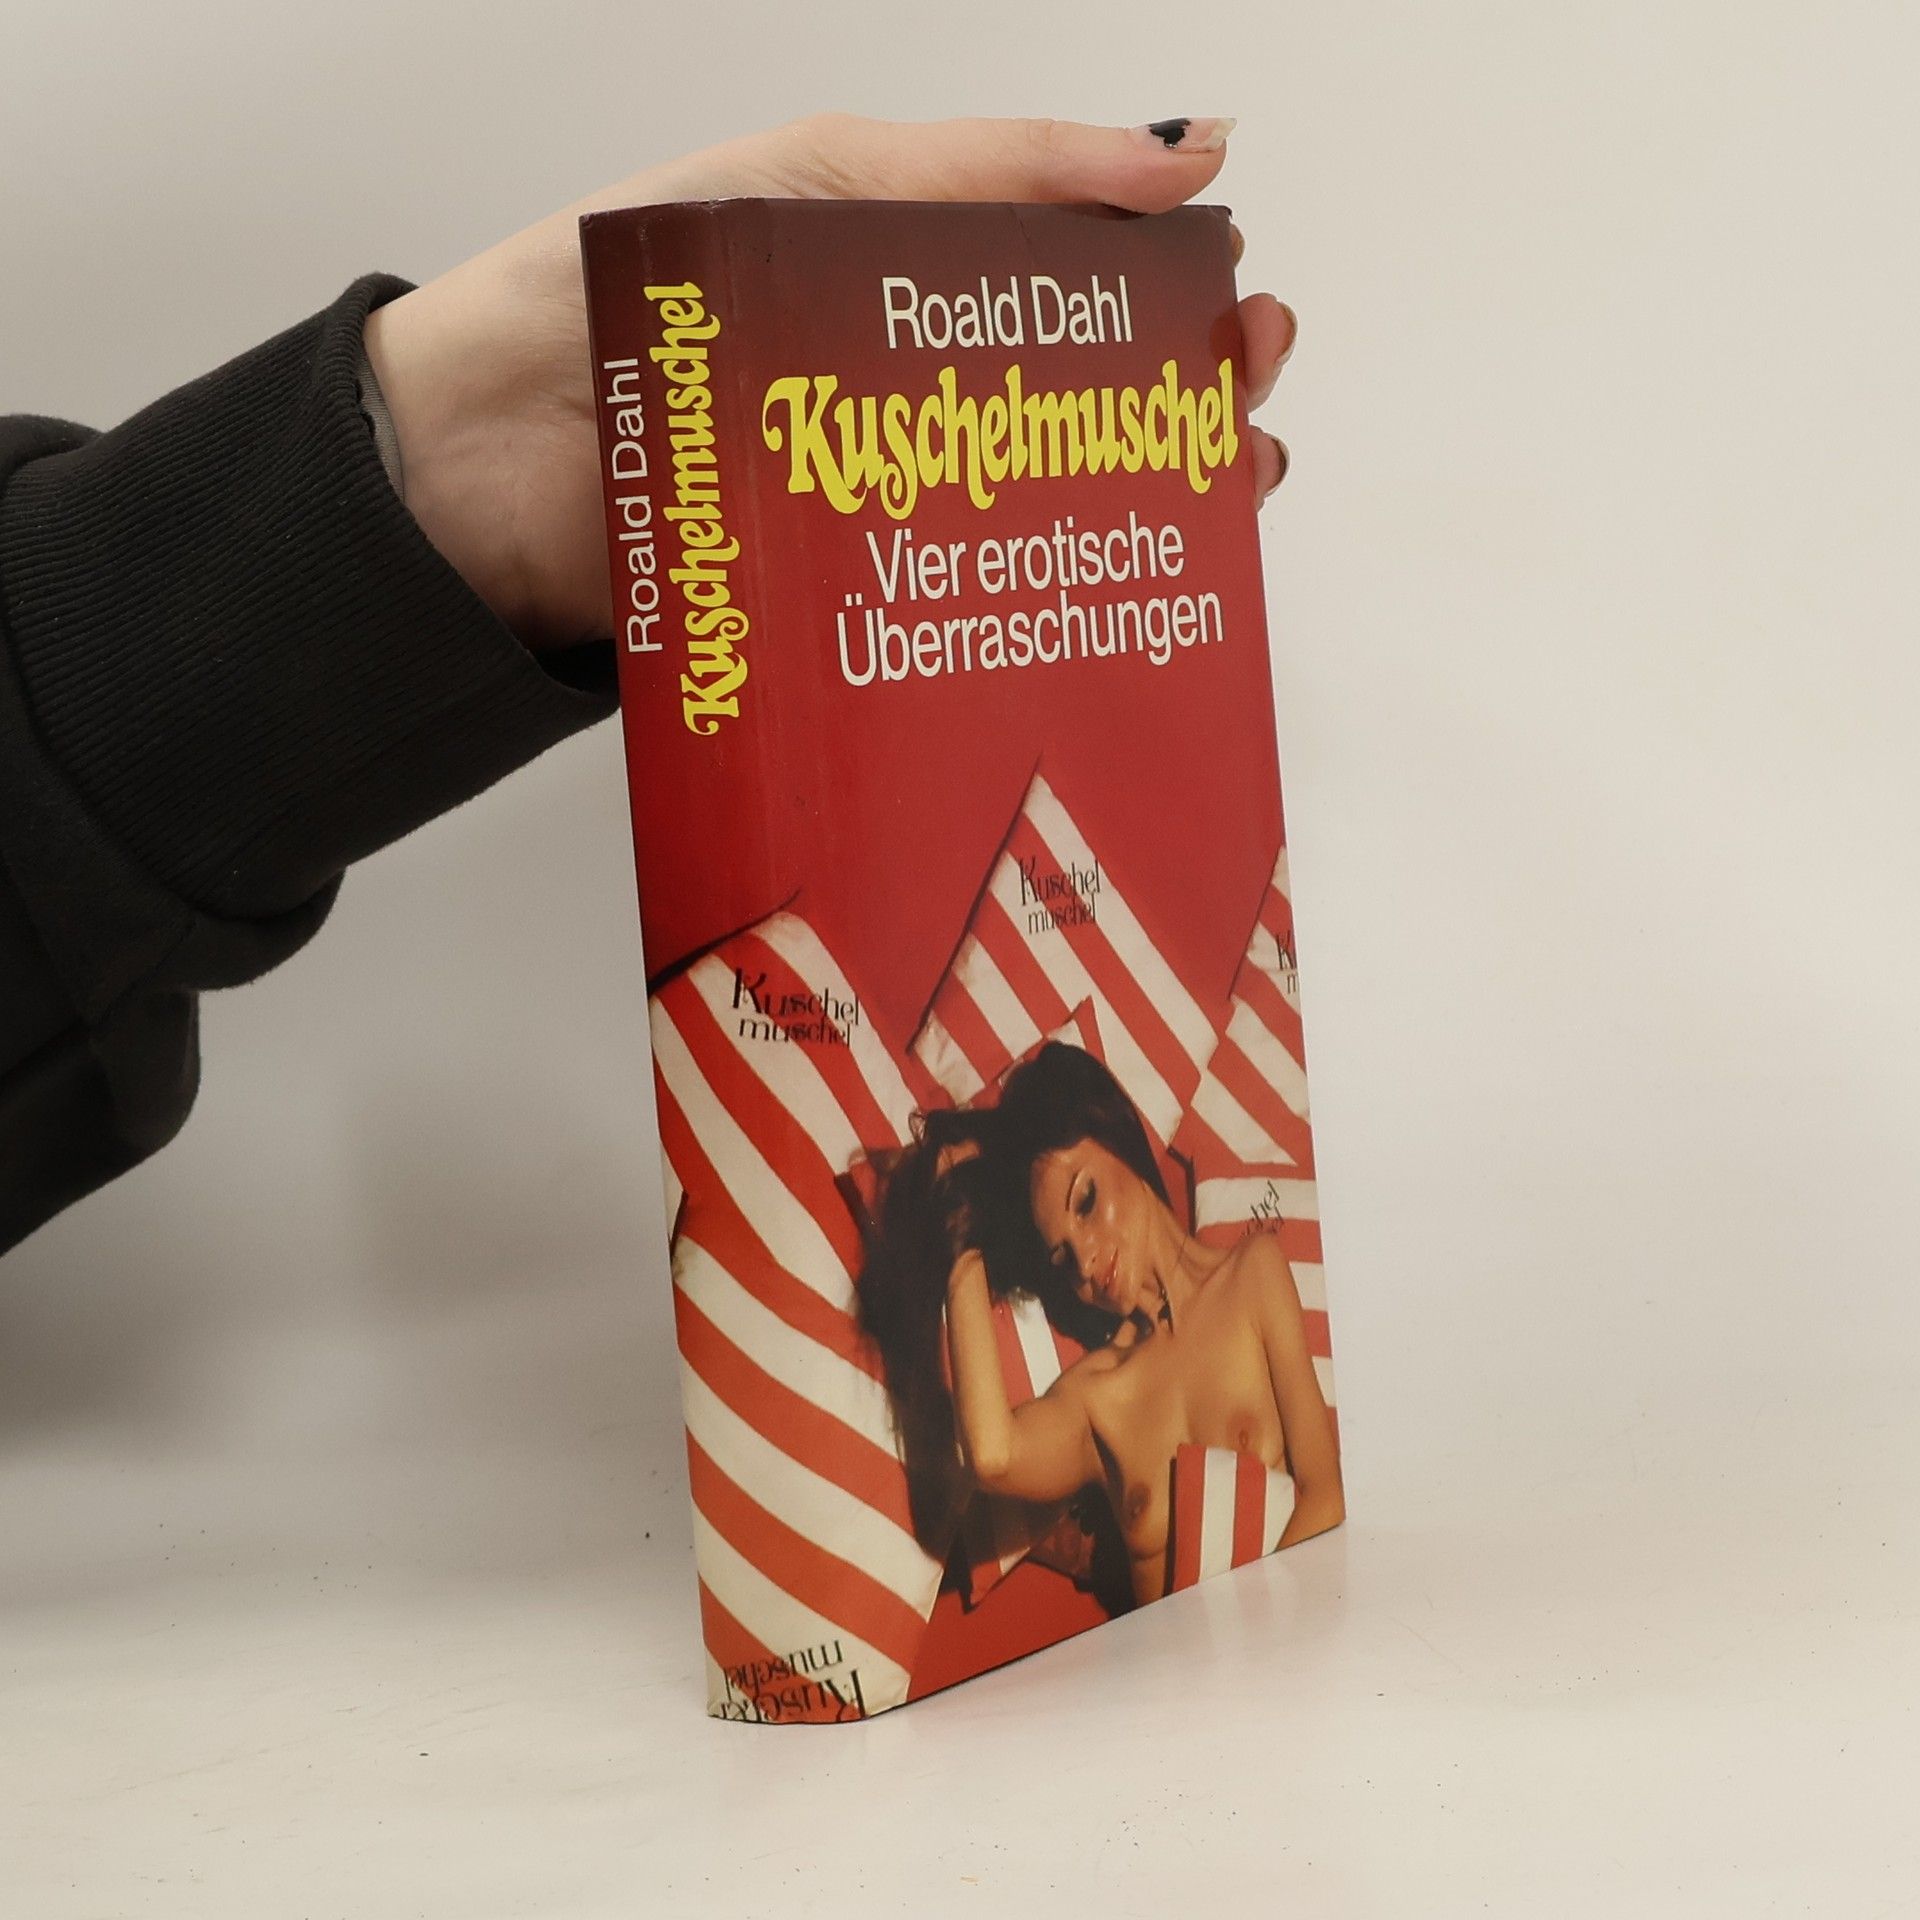 Roald Dahl
Kuschelmuschel
Roald Dahl
Kuschelmuschel
Vier erotische
Überraschungen
Kuschel
muschel
Kuschel
muschel
Kuschel
muschel